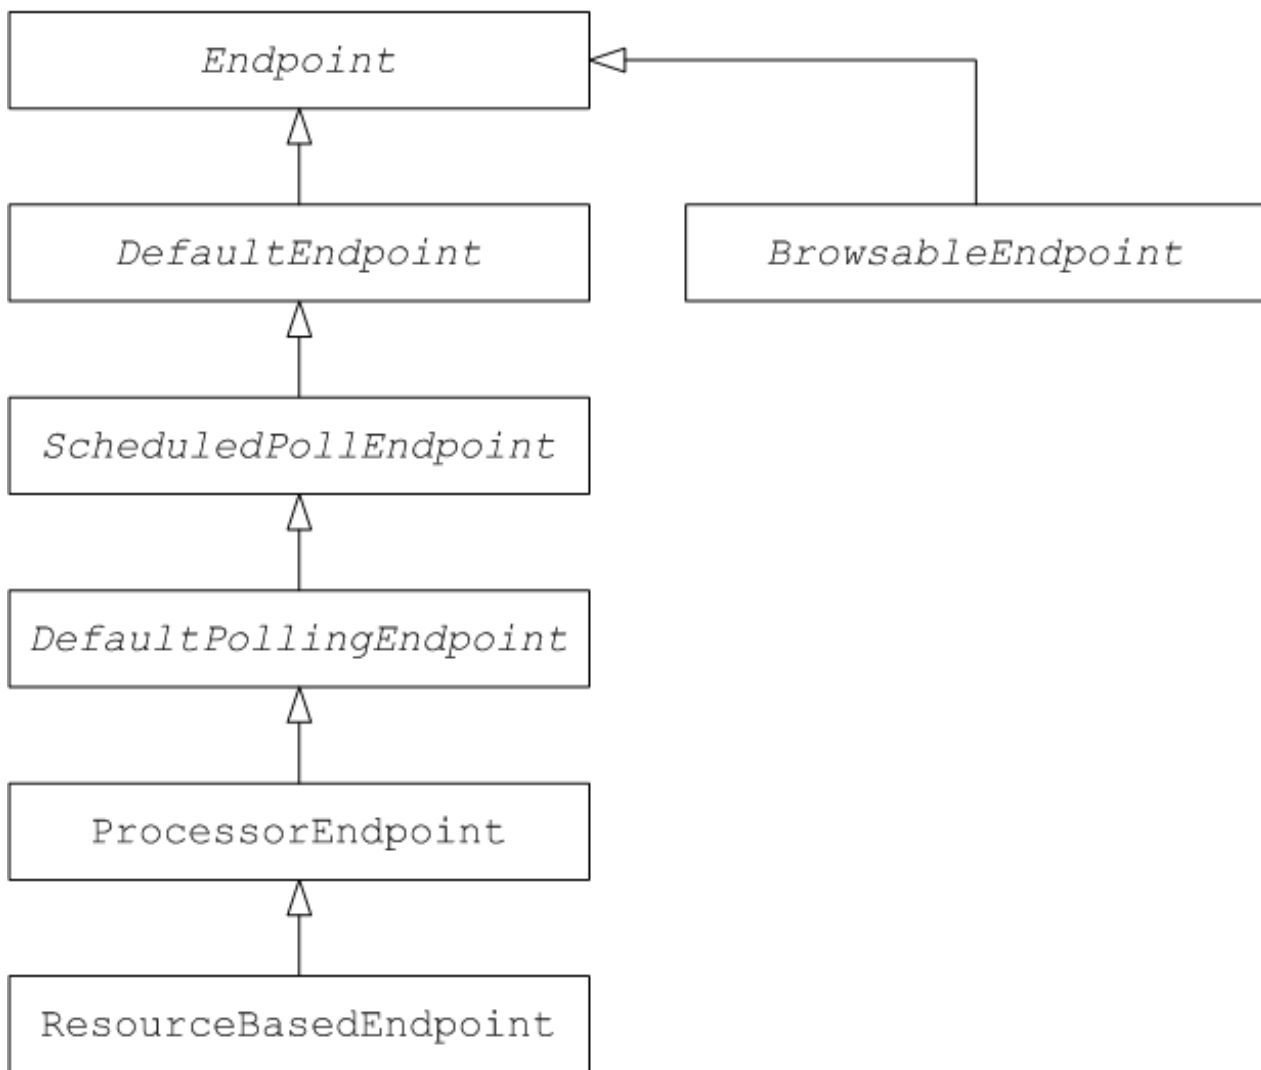 Endpoint
DefaultEndpoint
BrowsableEndpoint
ScheduledPollEndpoint
DefaultPollingEndpoint
ProcessorEndpoint
ResourceBasedEndpoint